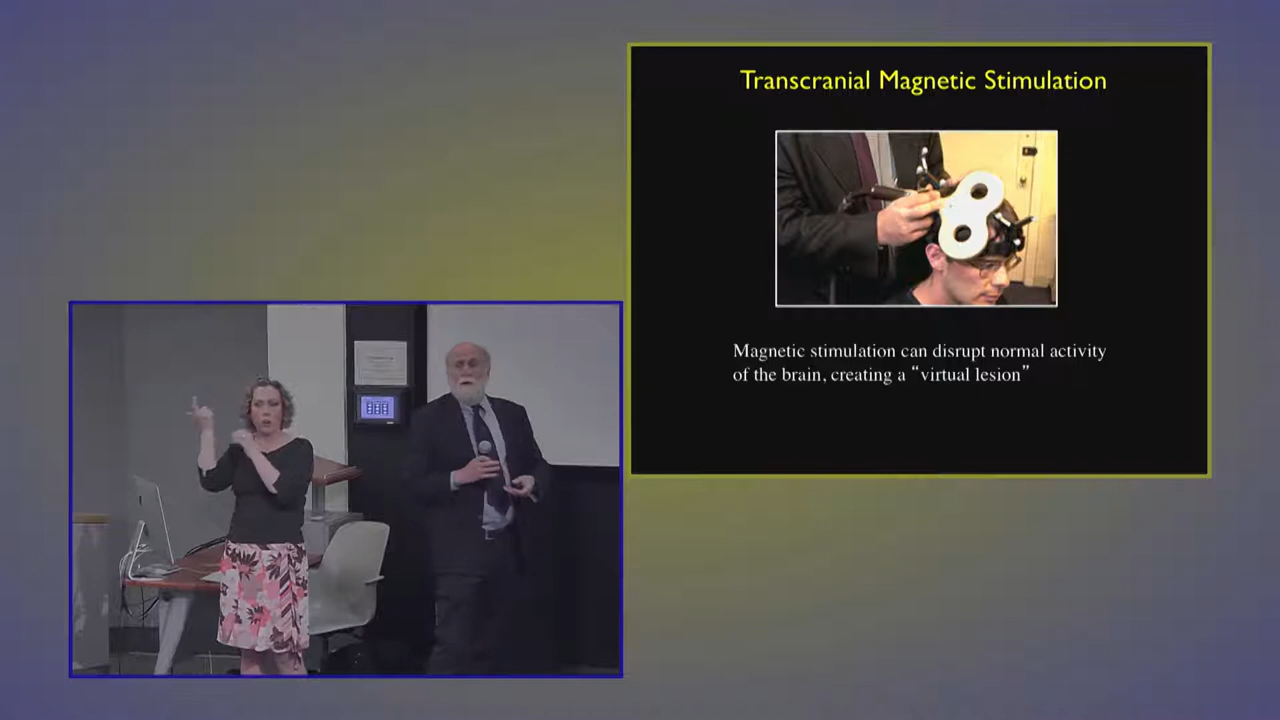 Transcranial Magnetic Stimulation
Magnetic stimulation can disrupt normal activity
of the brain, creating a “virtual lesion”